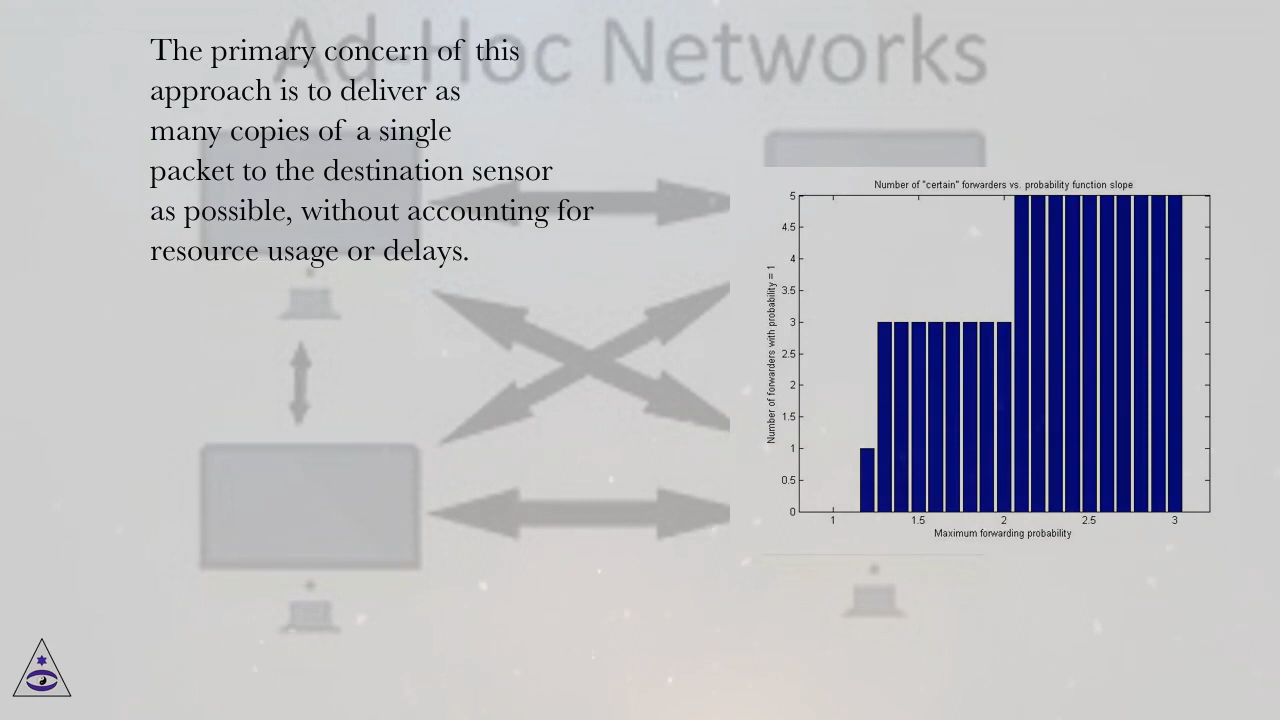 Ad-Hoc Networks
The primary concern of this
approach is to deliver as
many copies of a single
packet to the destination sensor
as possible, without accounting for
resource usage or delays.
Number of "certain" forwarders vs. probability function slope
Number of forwarders with probability = 1
5
4.5
4
3.5
3
2.5
2
1.5
1
0.5
0
1 1.5 2 2.5 3
Maximum forwarding probability